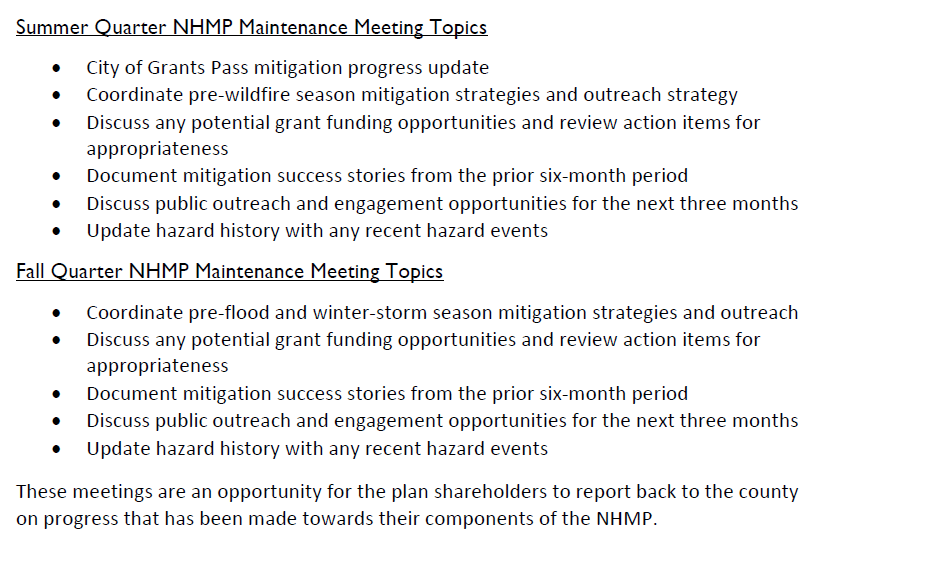 Summer Quarter NHMP Maintenance Meeting Topics
• City of Grants Pass mitigation progress update
• Coordinate pre-wildfire season mitigation strategies and outreach strategy
• Discuss any potential grant funding opportunities and review action items for
appropriateness
• Document mitigation success stories from the prior six-month period
• Discuss public outreach and engagement opportunities for the next three months
• Update hazard history with any recent hazard events
Fall Quarter NHMP Maintenance Meeting Topics
• Coordinate pre-flood and winter-storm season mitigation strategies and outreach
• Discuss any potential grant funding opportunities and review action items for
appropriateness
• Document mitigation success stories from the prior six-month period
• Discuss public outreach and engagement opportunities for the next three months
• Update hazard history with any recent hazard events
These meetings are an opportunity for the plan shareholders to report back to the county
on progress that has been made towards their components of the NHMP.